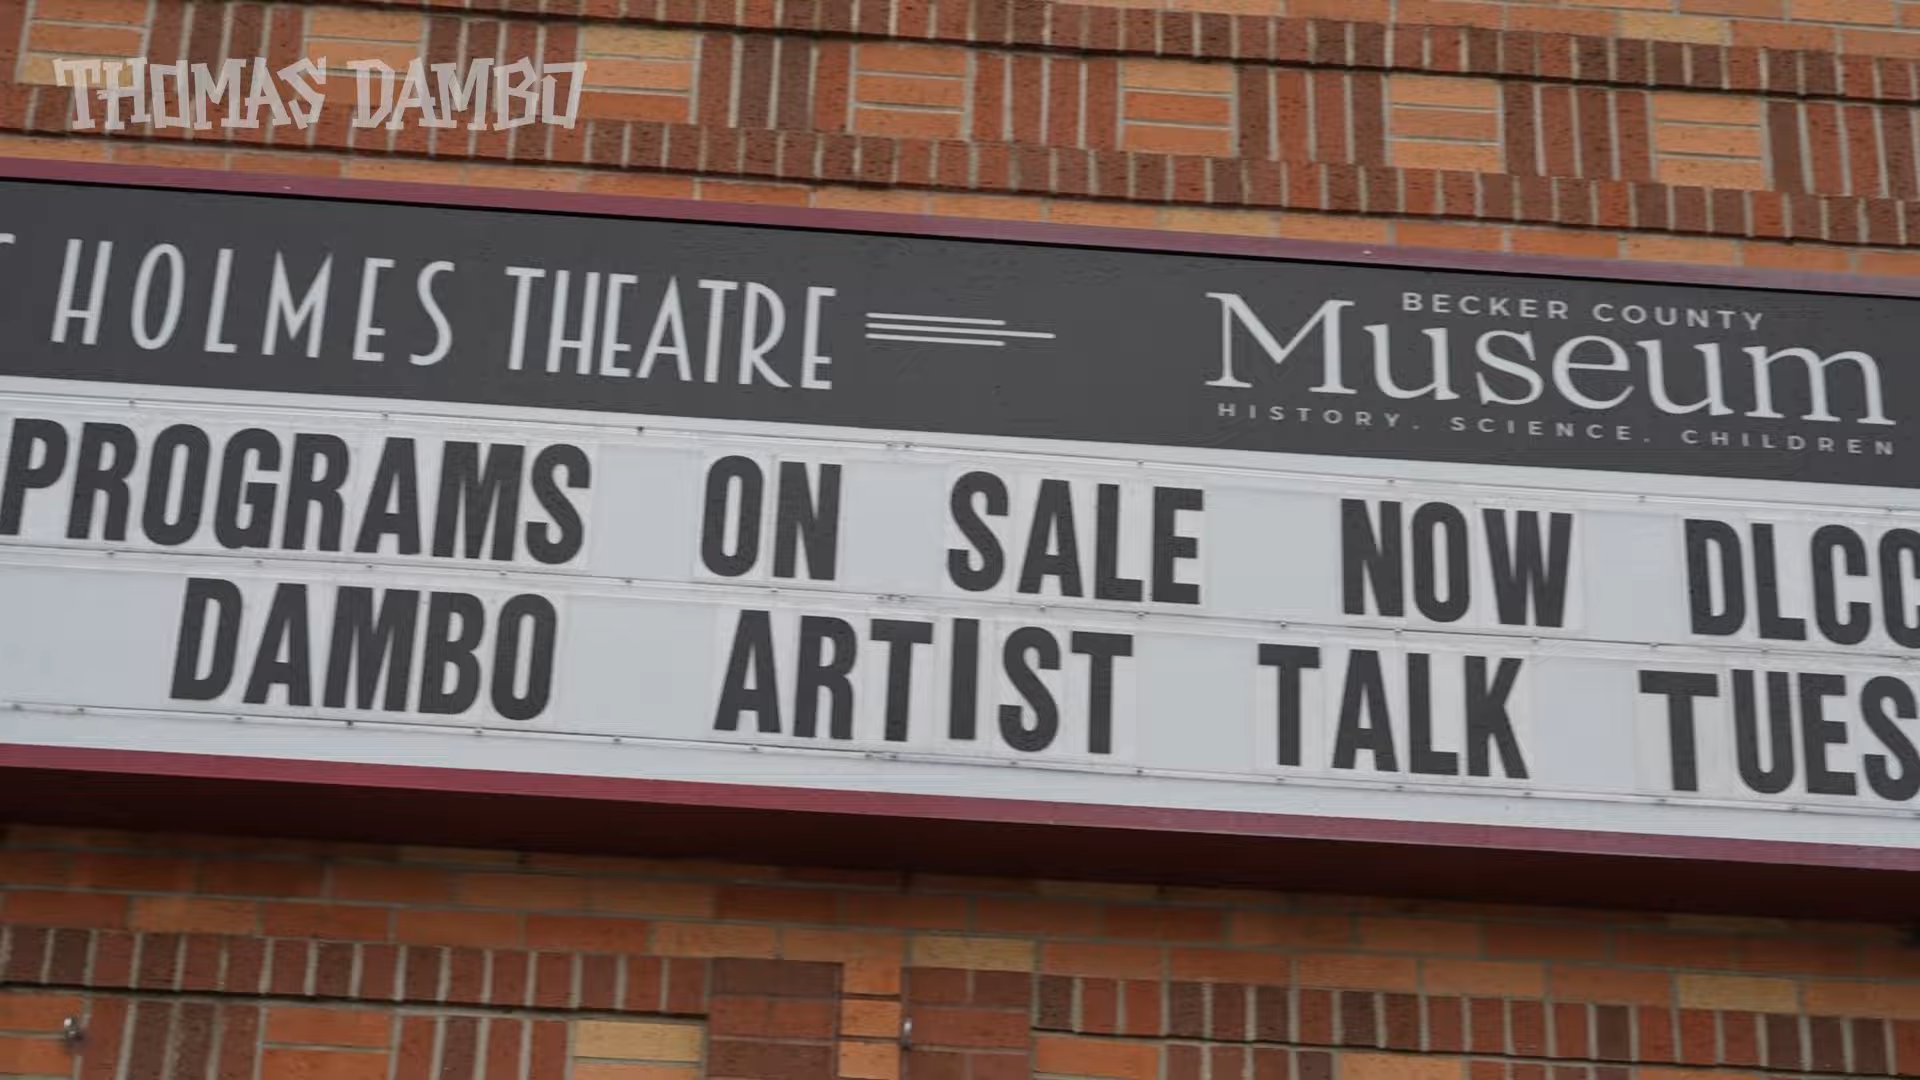 THOMAS DAMBO
HOLMES THEATRE
BECKER COUNTY
Museum
HISTORY. SCIENCE. CHILDREN
PROGRAMS ON SALE NOW DLCC
DAMBO ARTIST TALK TUES